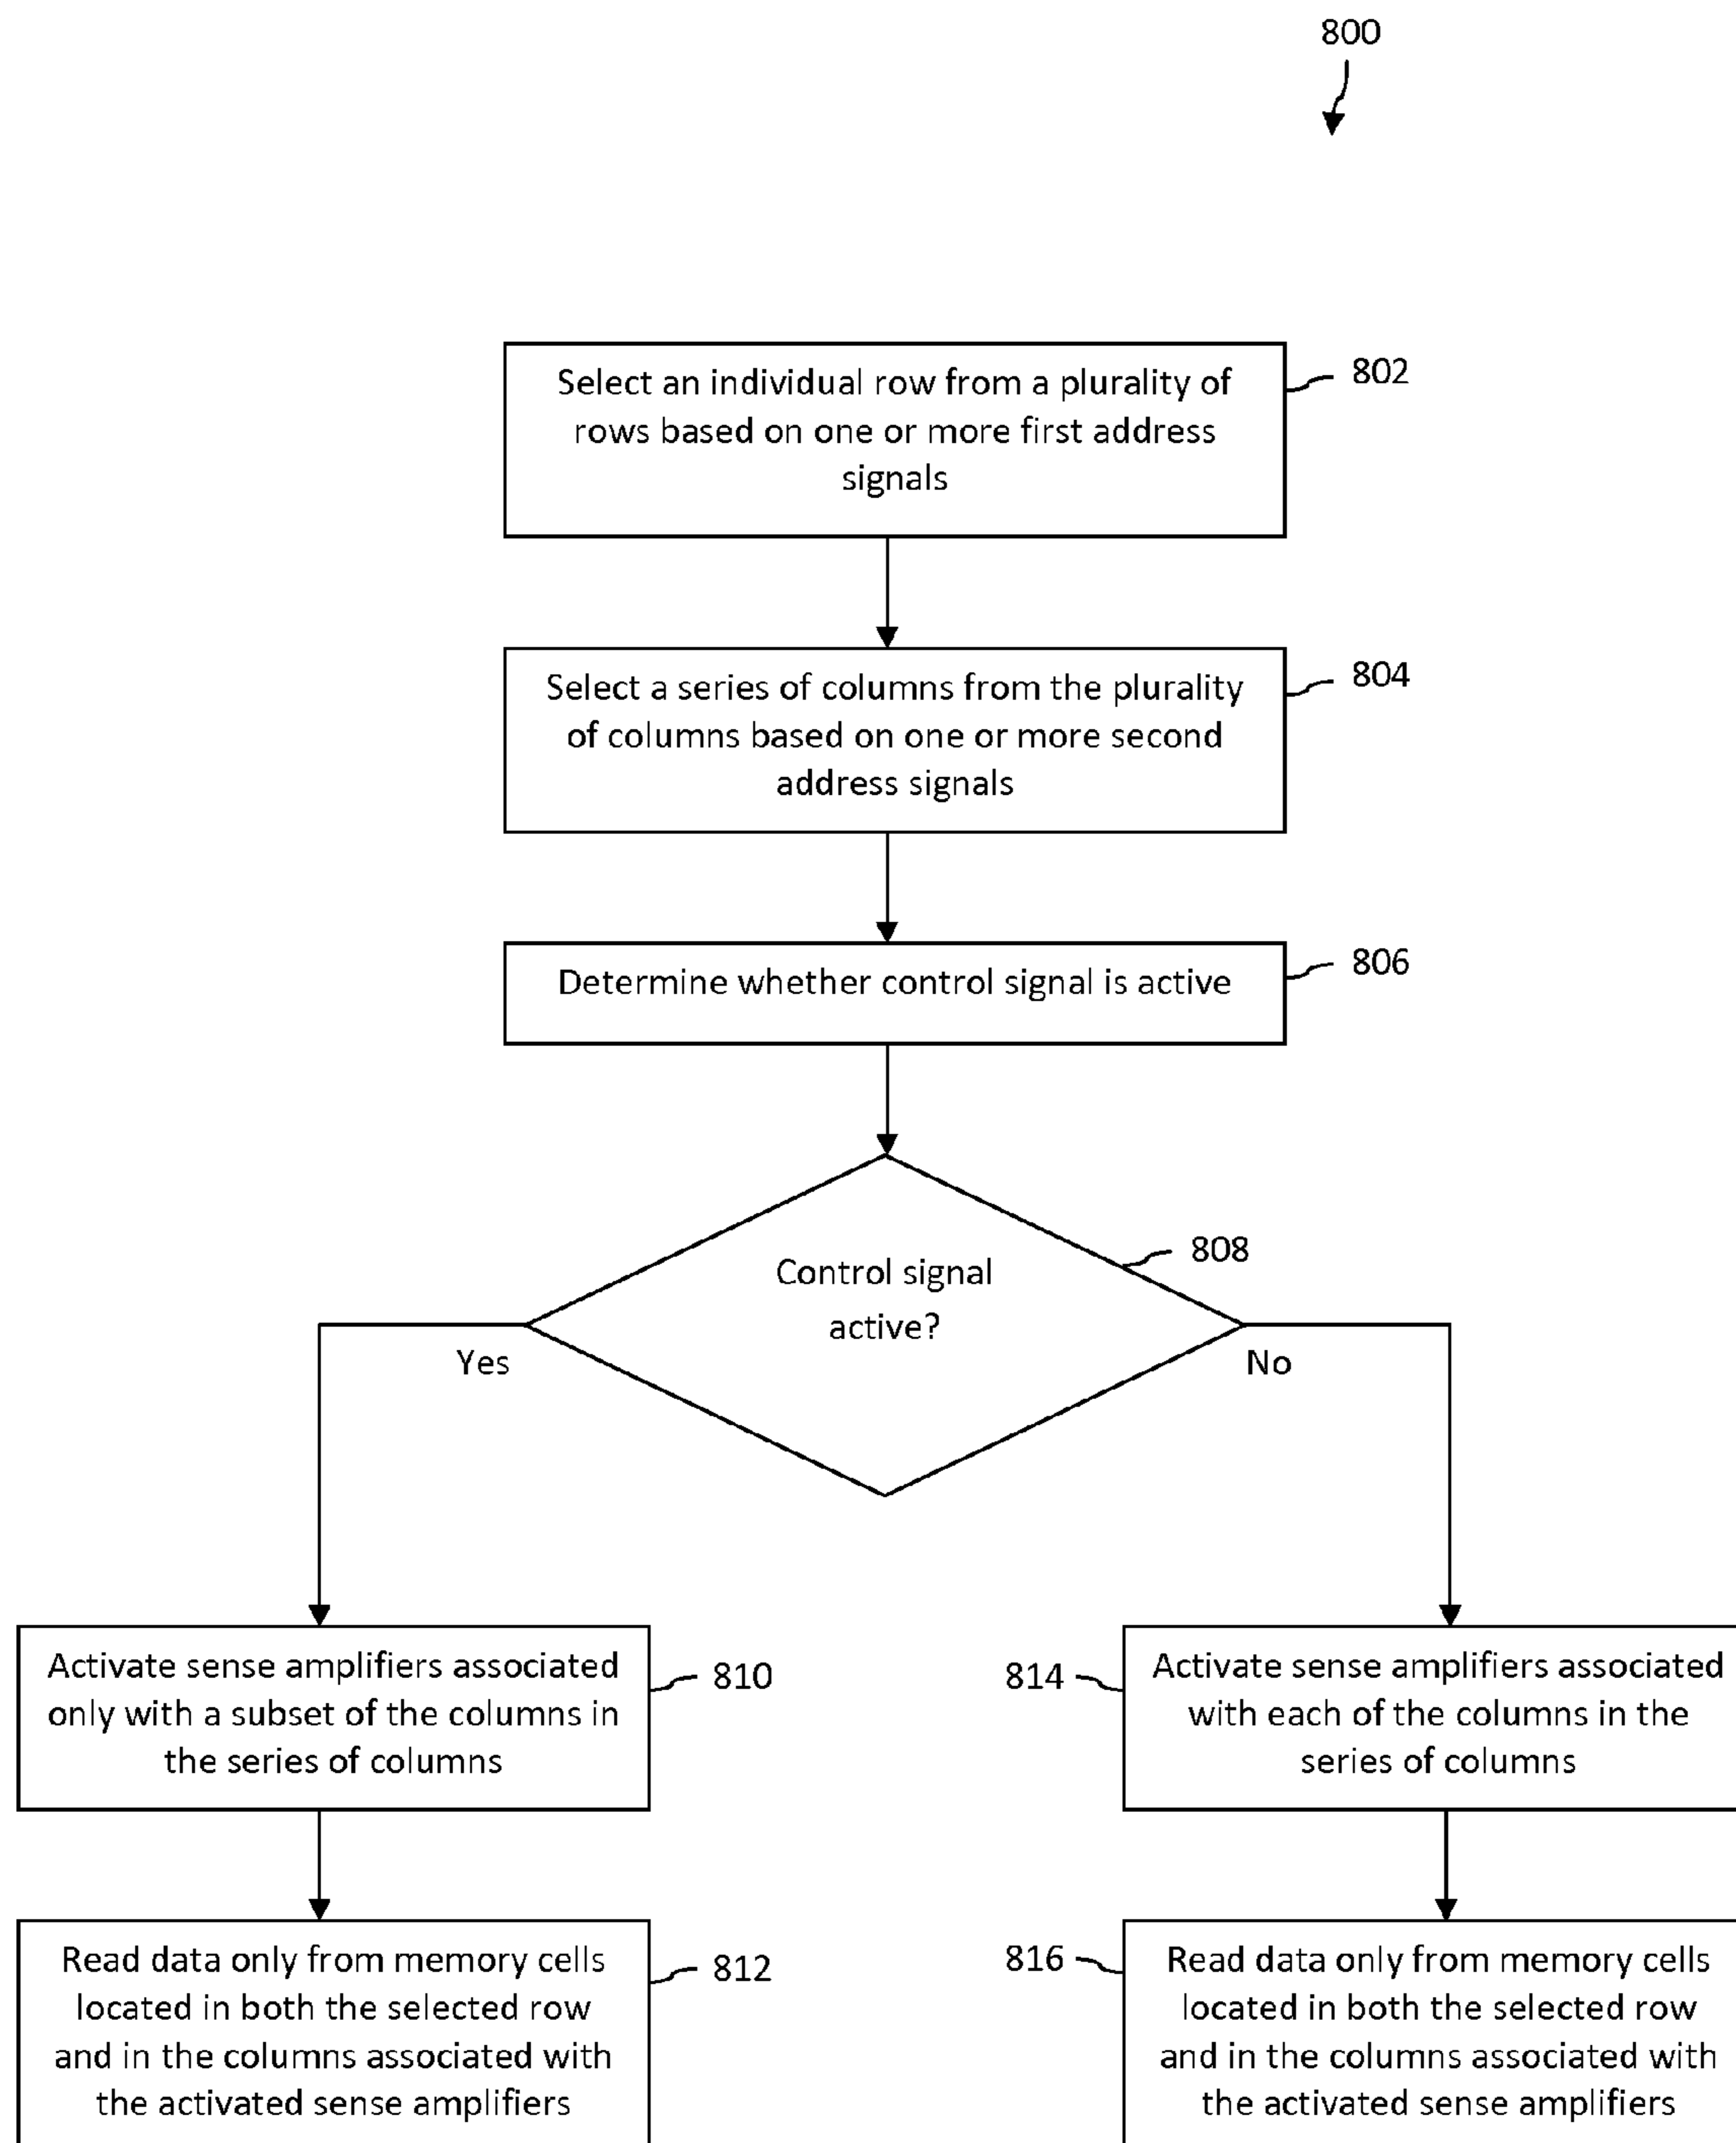 800
Select an individual row from a plurality of
rows based on one or more first address
signals
802
Select a series of columns from the plurality
of columns based on one or more second
address signals
804
Determine whether control signal is active
806
Control signal
active?
808
Yes
No
Activate sense amplifiers associated
only with a subset of the columns in
the series of columns
810
814
Activate sense amplifiers associated
with each of the columns in the
series of columns
Read data only from memory cells
located in both the selected row
and in the columns associated with
the activated sense amplifiers
812
816
Read data only from memory cells
located in both the selected row
and in the columns associated with
the activated sense amplifiers